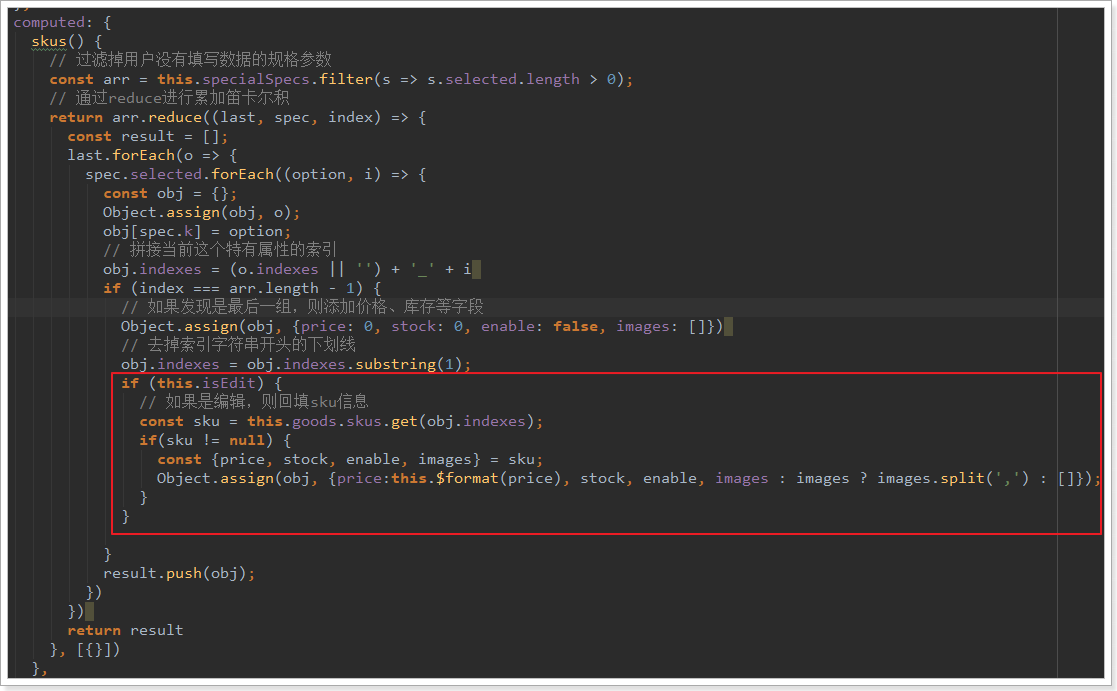 computed: {
skus() {
// 过滤掉用户没有填写数据的规格参数
const arr = this.specialSpecs.filter(s => s.selected.length > 0);
// 通过reduce进行累加笛卡尔积
return arr.reduce((last, spec, index) => {
const result = [];
last.forEach(o => {
spec.selected.forEach((option, i) => {
const obj = {};
Object.assign(obj, o);
obj[spec.k] = option;
// 拼接当前这个特有属性的索引
obj.indexes = (o.indexes || '') + '_' + i
if (index === arr.length - 1) {
// 如果发现是最后一组，则添加价格、库存等字段
Object.assign(obj, {price: 0, stock: 0, enable: false, images: []})
// 去掉索引字符串开头的下划线
obj.indexes = obj.indexes.substring(1);
if (this.isEdit) {
// 如果是编辑，则回填sku信息
const sku = this.goods.skus.get(obj.indexes);
if(sku != null) {
const {price, stock, enable, images} = sku;
Object.assign(obj, {price:this.$format(price), stock, enable, images : images ? images.split(',') : []});
}
}
}
result.push(obj);
})
})
return result
}, [{}])
},